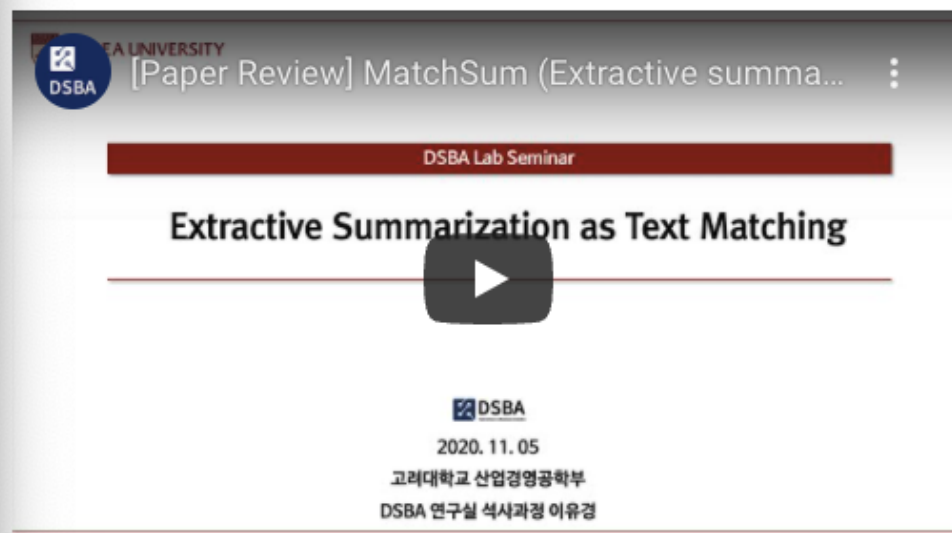 UNIVERSITY
DSBA
[Paper Review] MatchSum (Extractive summa...
DSBA Lab Seminar
Extractive Summarization as Text Matching
DSBA
2020. 11. 05
고려대학교 산업경영공학부
DSBA 연구실 석사과정 이유경